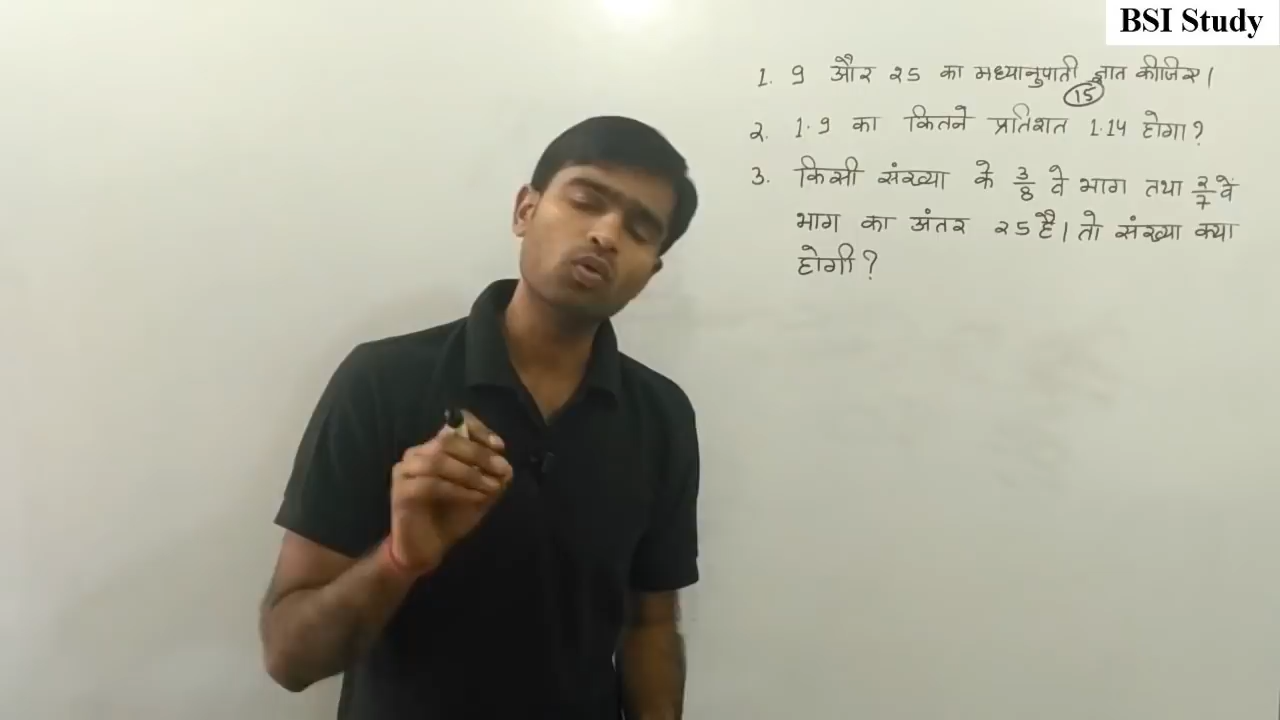 BSI Study
1. 9 और 25 का मध्यानुपाती ज्ञात कीजिए।
15
2. 1.9 का कितने प्रतिशत 1.14 होगा?
3. किसी संख्या के 3/8 वे भाग तथा 2/7 वें
भाग का अंतर 25 है। तो संख्या क्या
होगी?